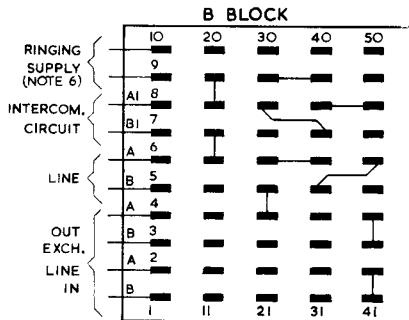 B BLOCK
10 20 30 40 50
RINGING
SUPPLY
(NOTE 6)
9
INTERCOM.
CIRCUIT
A1 8
B1 7
LINE
A 6
B 5
OUT
EXCH.
LINE
IN
A 4
B 3
A 2
B
1 11 21 31 41